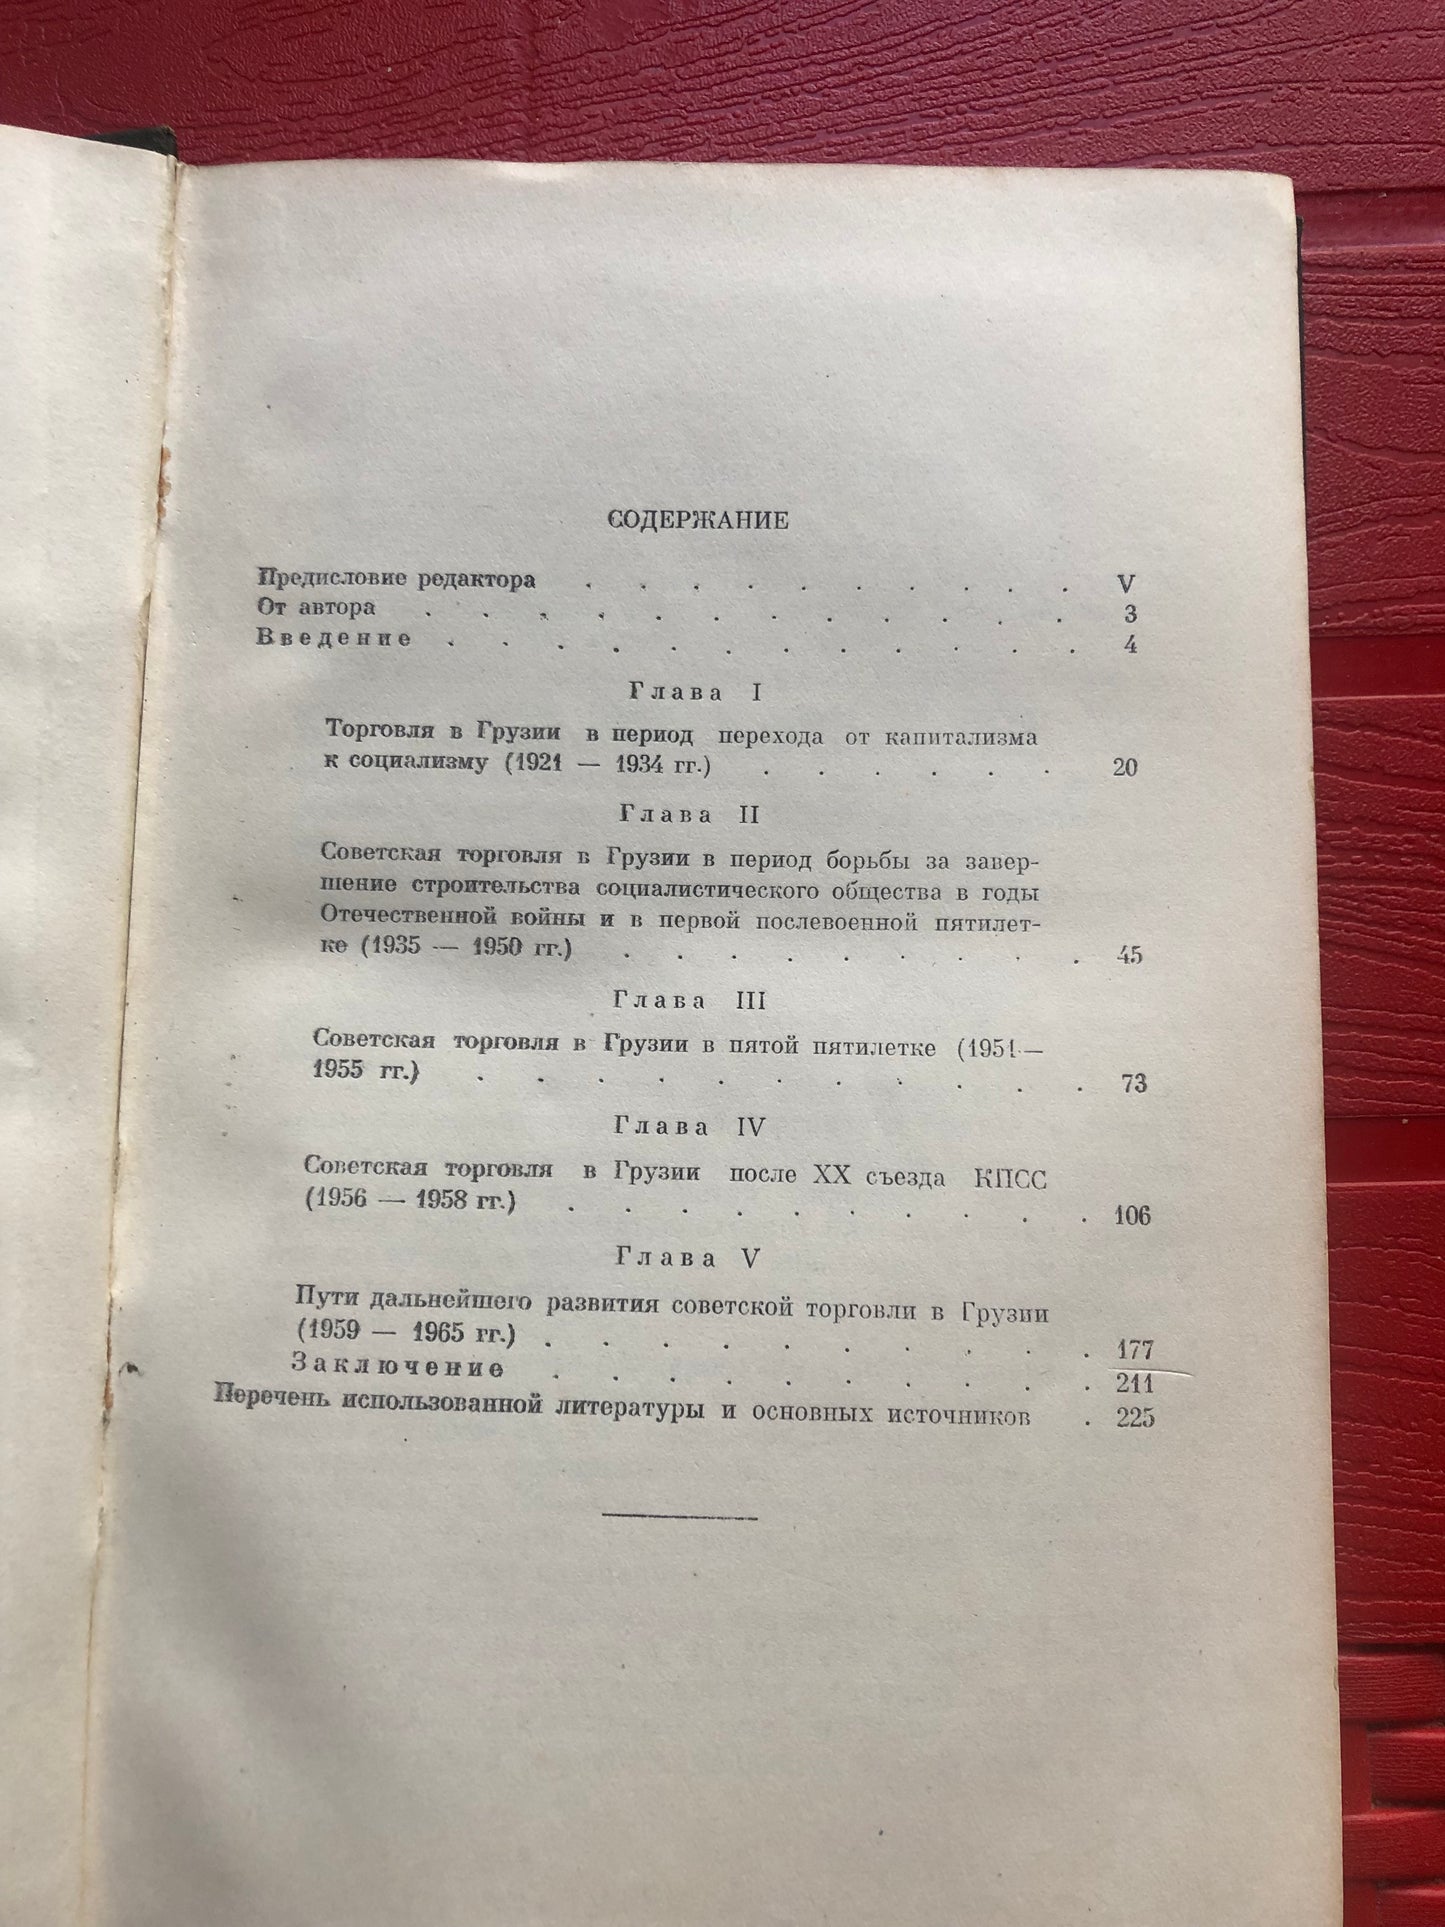 СОДЕРЖАНИЕ
Предисловие редактора . . . . . . . . . . V
От автора . . . . . . . . . . . . 3
Введение . . . . . . . . . . . . 4
Глава I
Торговля в Грузии в период перехода от капитализма
к социализму (1921 — 1934 гг.) . . . . . . 20
Глава II
Советская торговля в Грузии в период борьбы за завер-
шение строительства социалистического общества в годы
Отечественной войны и в первой послевоенной пятилет-
ке (1935 — 1950 гг.) . . . . . . . . . 45
Глава III
Советская торговля в Грузии в пятой пятилетке (1951 —
1955 гг.) . . . . . . . . . . . 73
Глава IV
Советская торговля в Грузии после XX съезда КПСС
(1956 — 1958 гг.) . . . . . . . . . . 106
Глава V
Пути дальнейшего развития советской торговли в Грузии
(1959 — 1965 гг.) . . . . . . . . . . 177
Заключение . . . . . . . . . . 211
Перечень использованной литературы и основных источников . 225